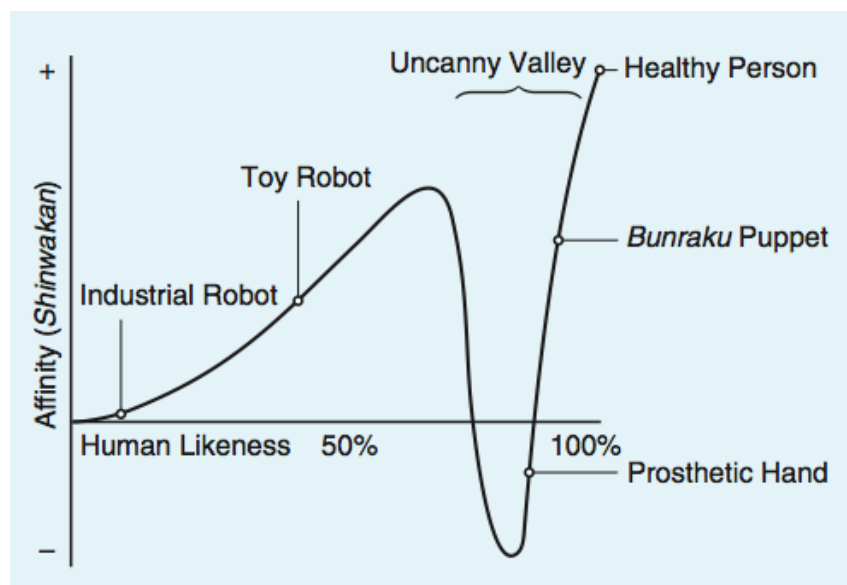 +
Uncanny Valley
Healthy Person
Toy Robot
Bunraku Puppet
Industrial Robot
Affinity (Shinwakan)
Human Likeness 50% 100%
Prosthetic Hand
–